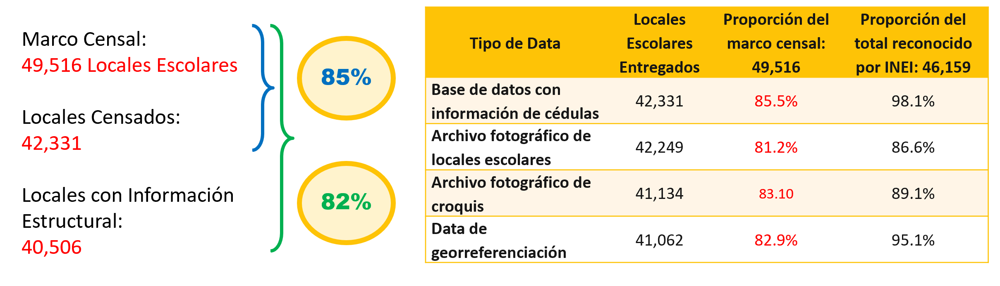 Marco Censal:
49,516 Locales Escolares
Locales Censados:
42,331
Locales con Información
Estructural:
40,506
85%
82%
Tipo de Data
Locales
Escolares
Entregados
Proporción del
marco censal:
49,516
Proporción del
total reconocido
por INEI: 46,159
Base de datos con
información de cédulas
42,331
85.5%
98.1%
Archivo fotográfico de
locales escolares
42,249
81.2%
86.6%
Archivo fotográfico de
croquis
41,134
83.10
89.1%
Data de
georreferenciación
41,062
82.9%
95.1%